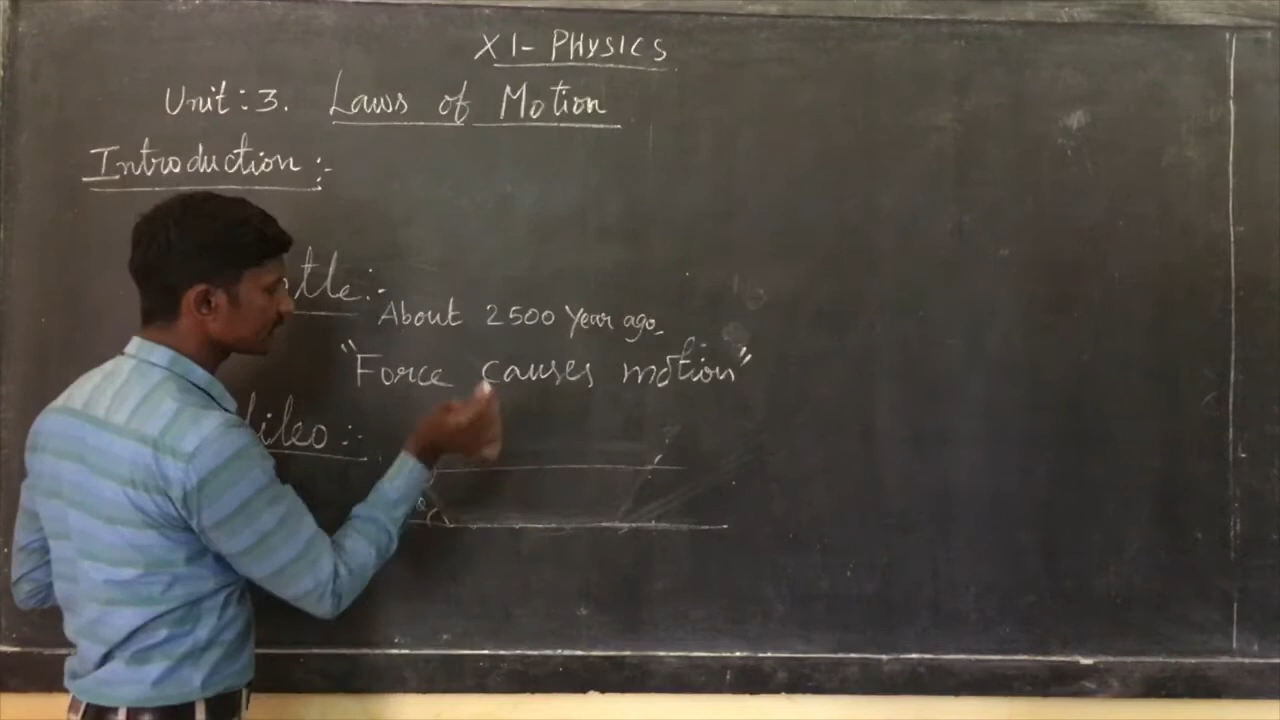 XI- PHYSICS
Unit: 3. Laws of Motion
Introduction :-
tle:-
About 2500 Year ago
"Force causes motion"
lileo :-